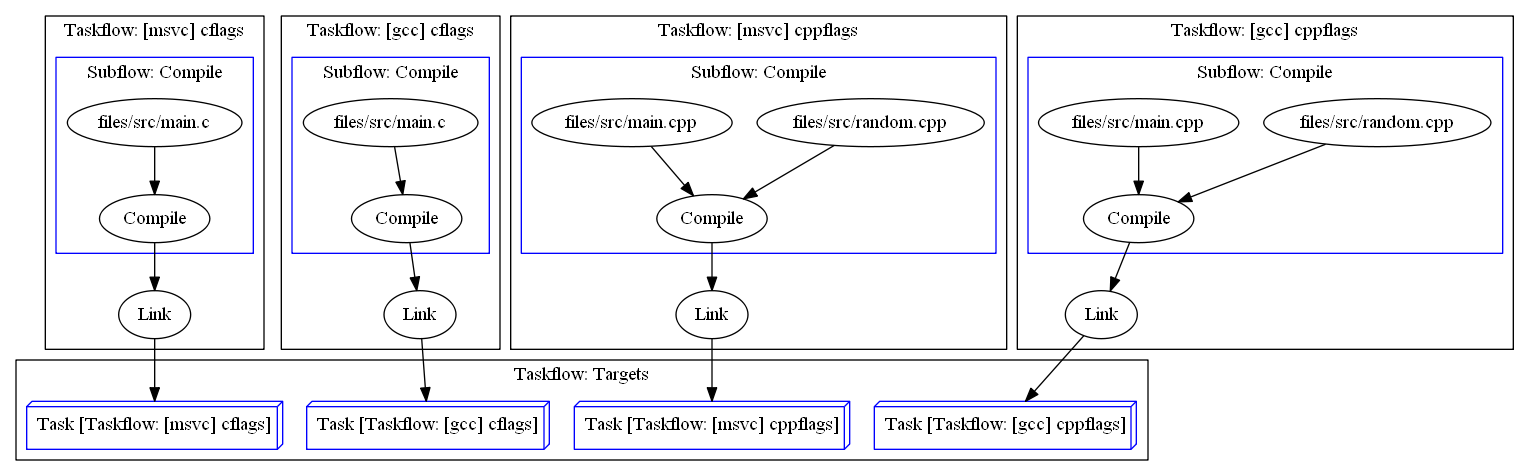 Taskflow: [msvc] cflags
Subflow: Compile
files/src/main.c
Compile
Link
Taskflow: [gcc] cflags
Subflow: Compile
files/src/main.c
Compile
Link
Taskflow: [msvc] cppflags
Subflow: Compile
files/src/main.cpp
files/src/random.cpp
Compile
Link
Taskflow: [gcc] cppflags
Subflow: Compile
files/src/main.cpp
files/src/random.cpp
Compile
Link
Taskflow: Targets
Task [Taskflow: [msvc] cflags]
Task [Taskflow: [gcc] cflags]
Task [Taskflow: [msvc] cppflags]
Task [Taskflow: [gcc] cppflags]